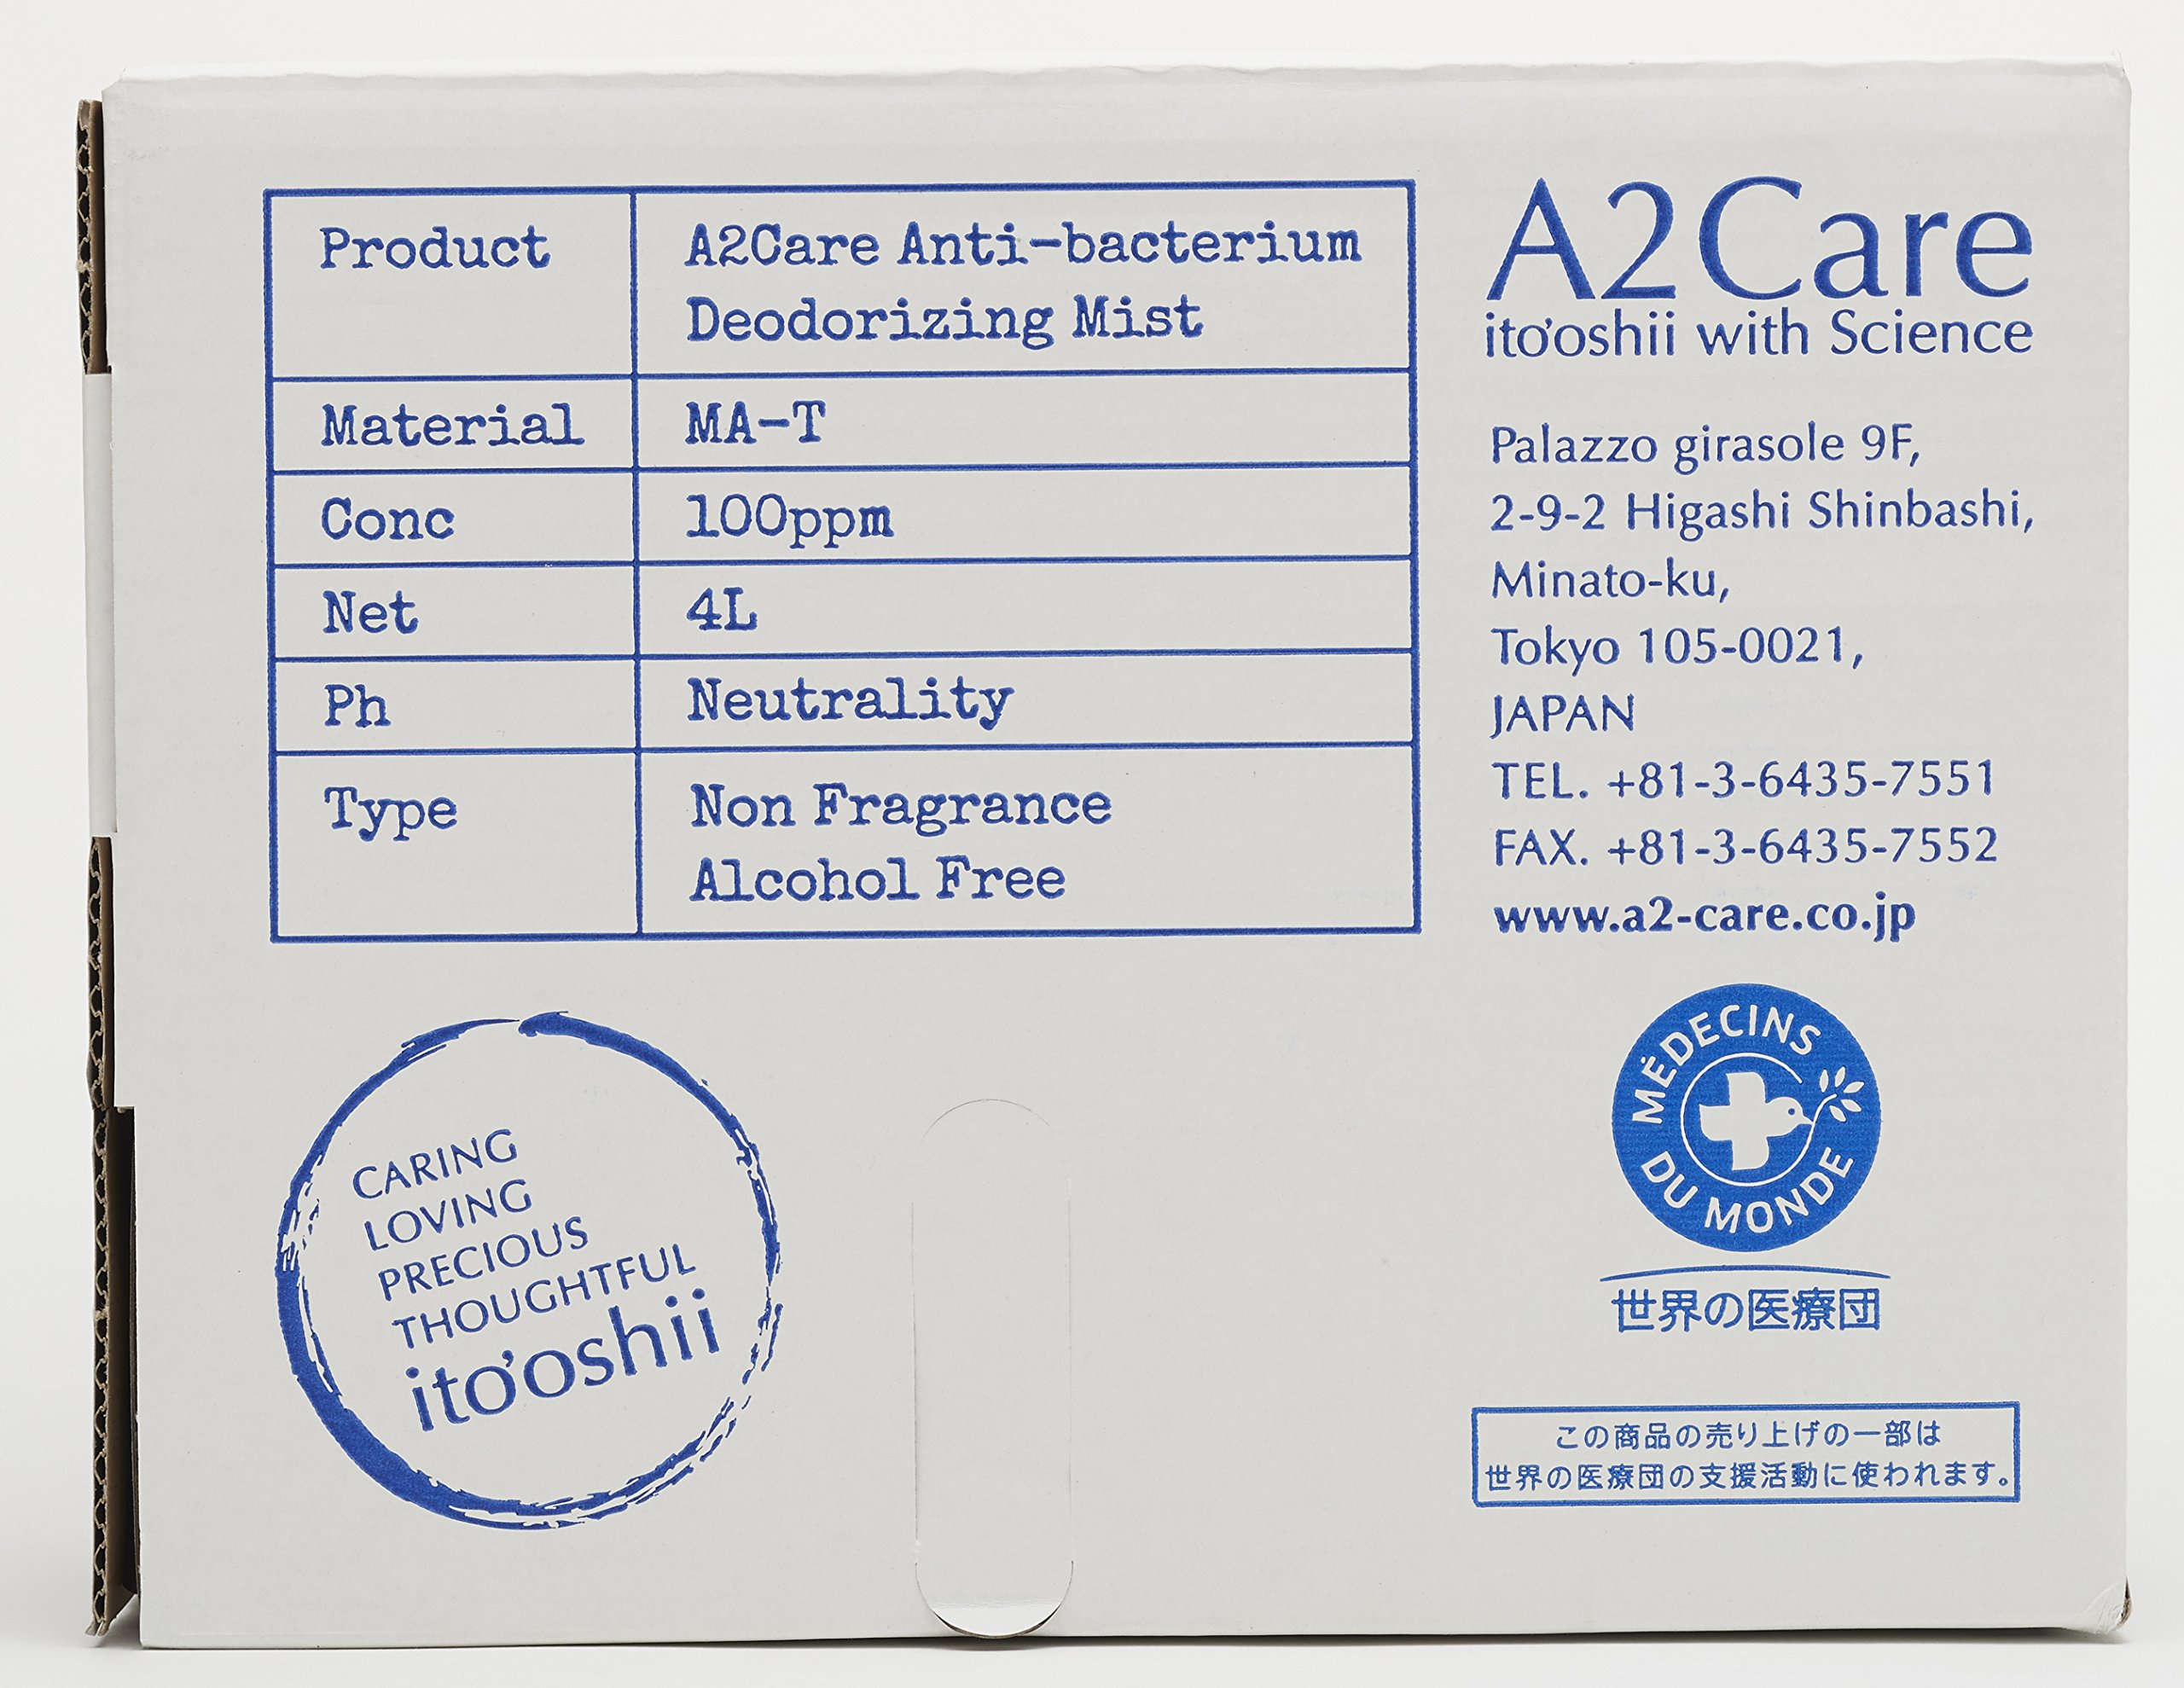 Product
A2Care Anti-bacterium
Deodorizing Mist
Material
MA-T
Conc
100ppm
Net
4L
Ph
Neutrality
Type
Non Fragrance
Alcohol Free
A2Care
ito'oshii with Science
Palazzo girasole 9F,
2-9-2 Higashi Shinbashi,
Minato-ku,
Tokyo 105-0021,
JAPAN
TEL. +81-3-6435-7551
FAX. +81-3-6435-7552
www.a2-care.co.jp
CARING
LOVING
PRECIOUS
THOUGHTFUL
ito'oshii
MÉDECINS
DU MONDE
世界の医療団
この商品の売り上げの一部は
世界の医療団の支援活動に使われます。